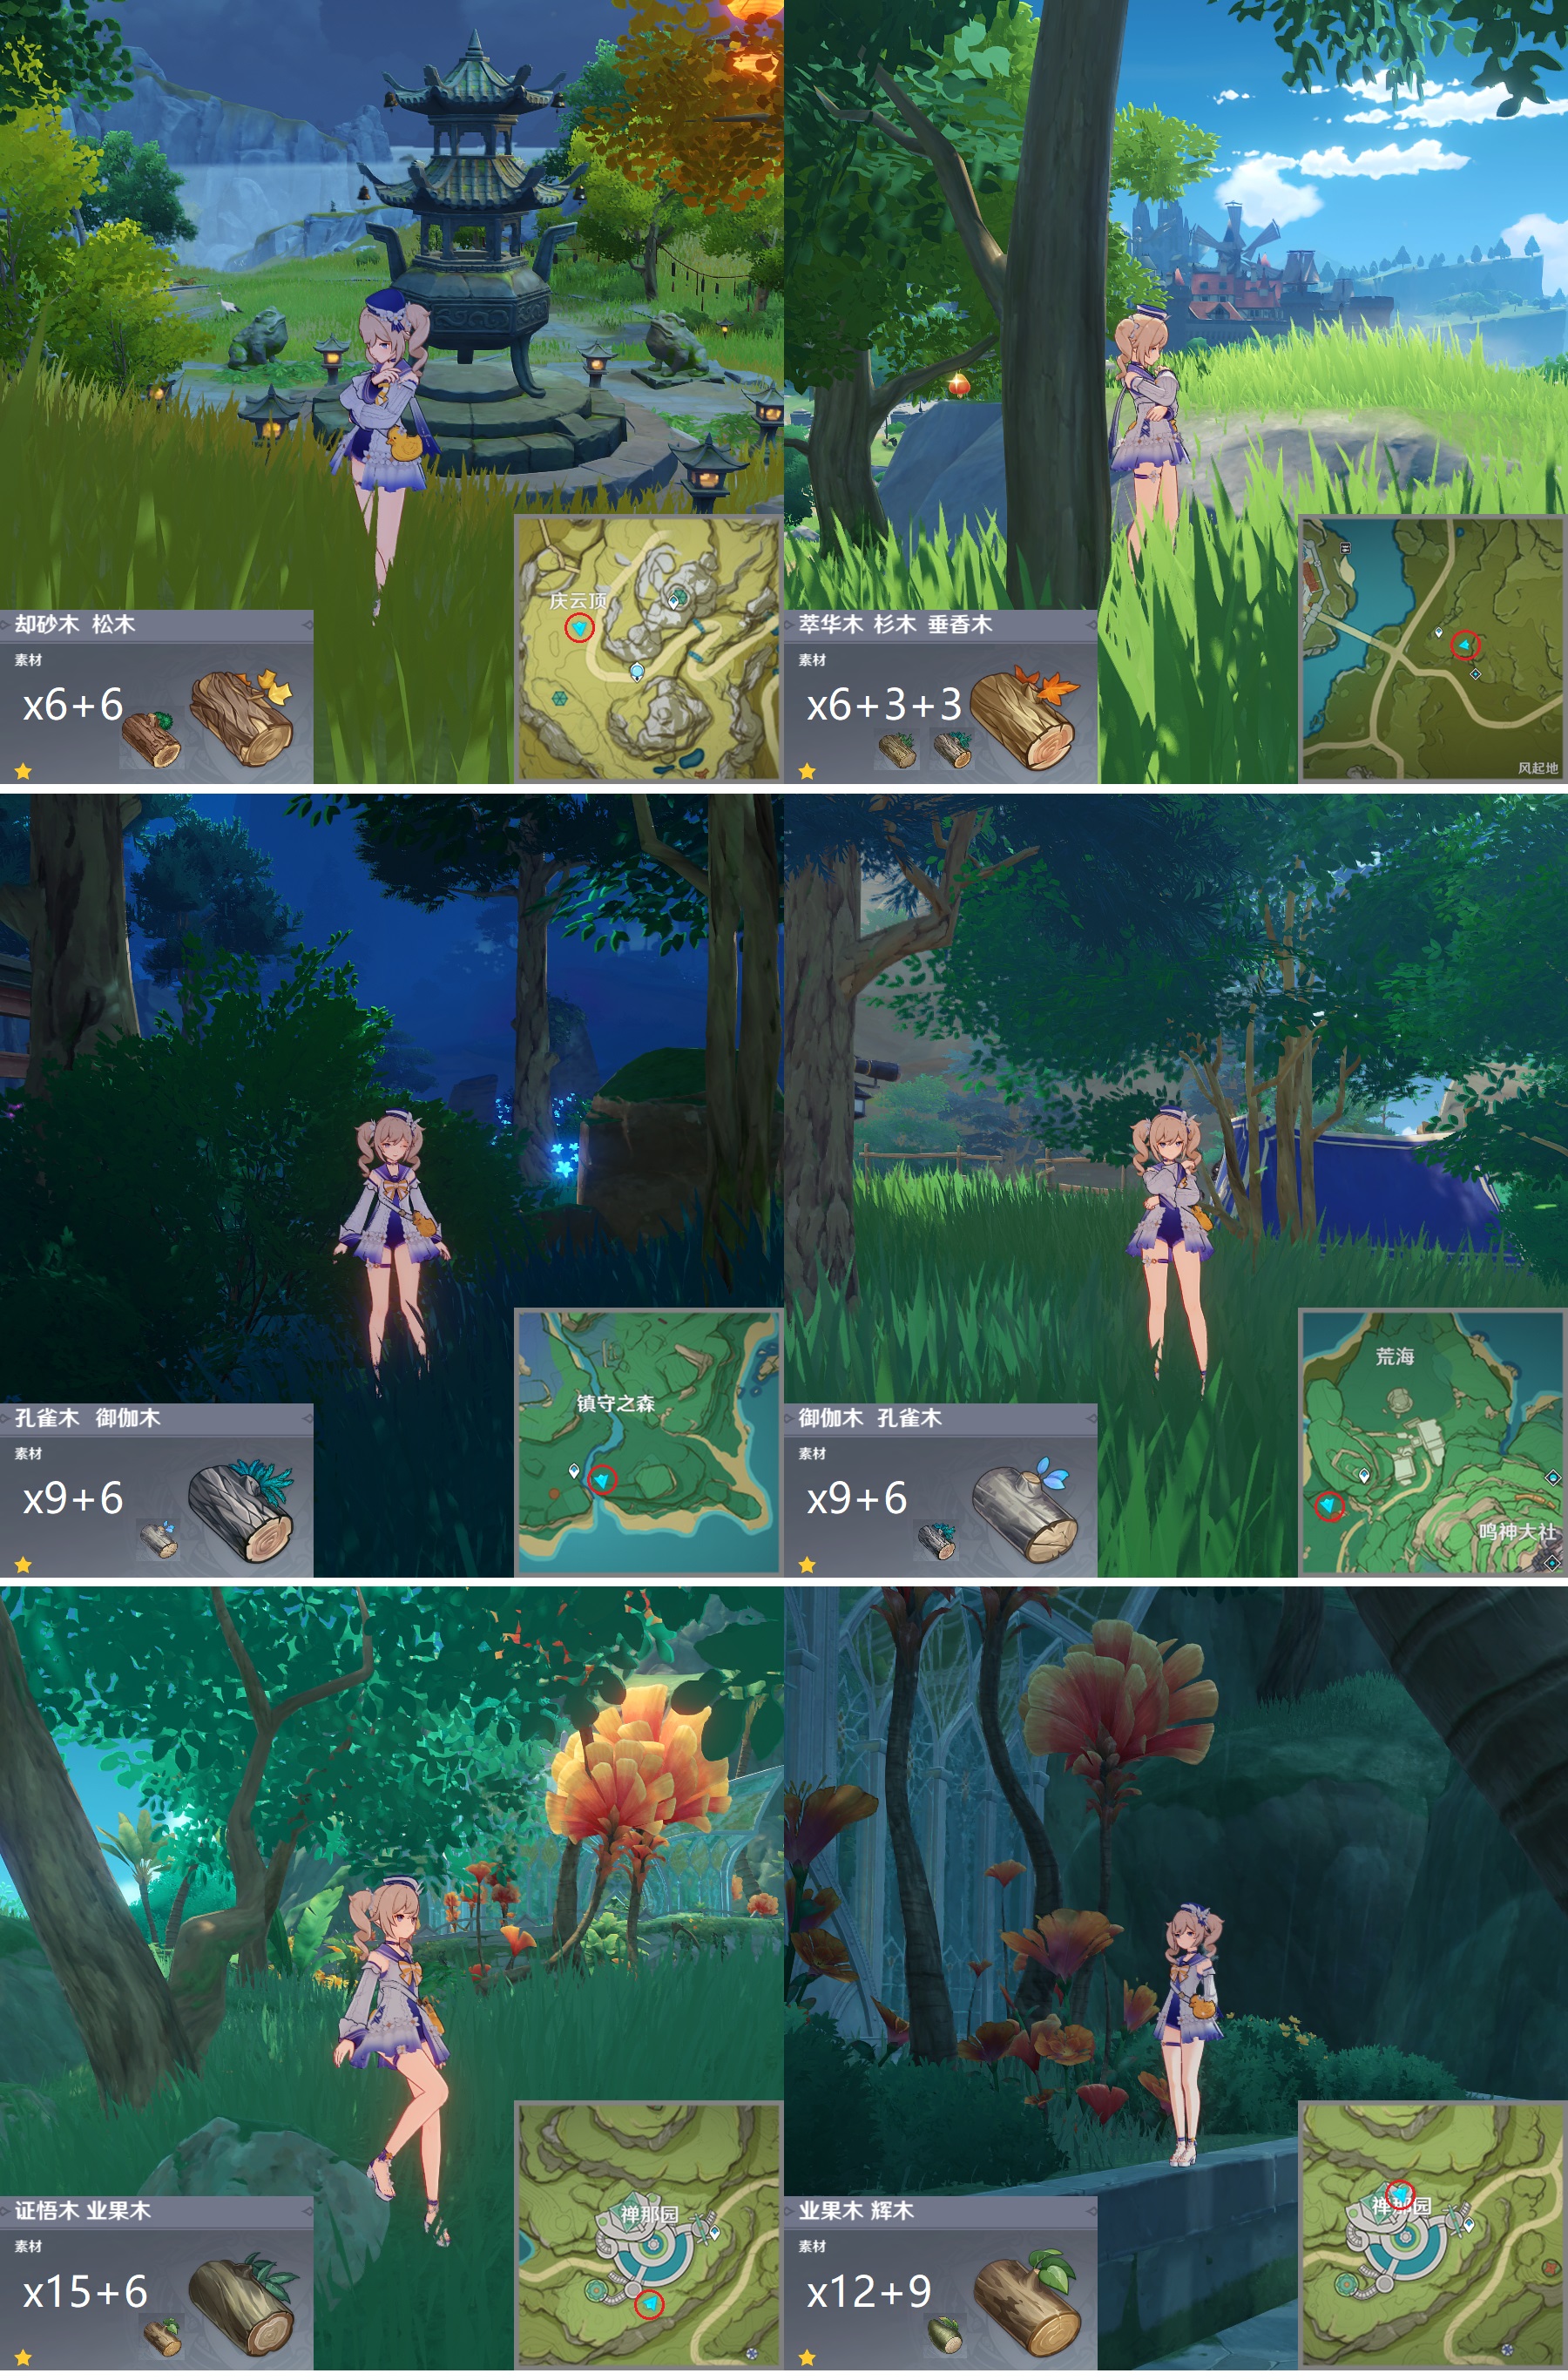 庆云顶
却砂木 松木
素材
x6+6
萃华木 杉木 垂香木
素材
x6+3+3
风起地
镇守之森
孔雀木 御伽木
素材
x9+6
荒海
鸣神大社
御伽木 孔雀木
素材
x9+6
禅那园
证悟木 业果木
素材
x15+6
禅那园
业果木 辉木
素材
x12+9